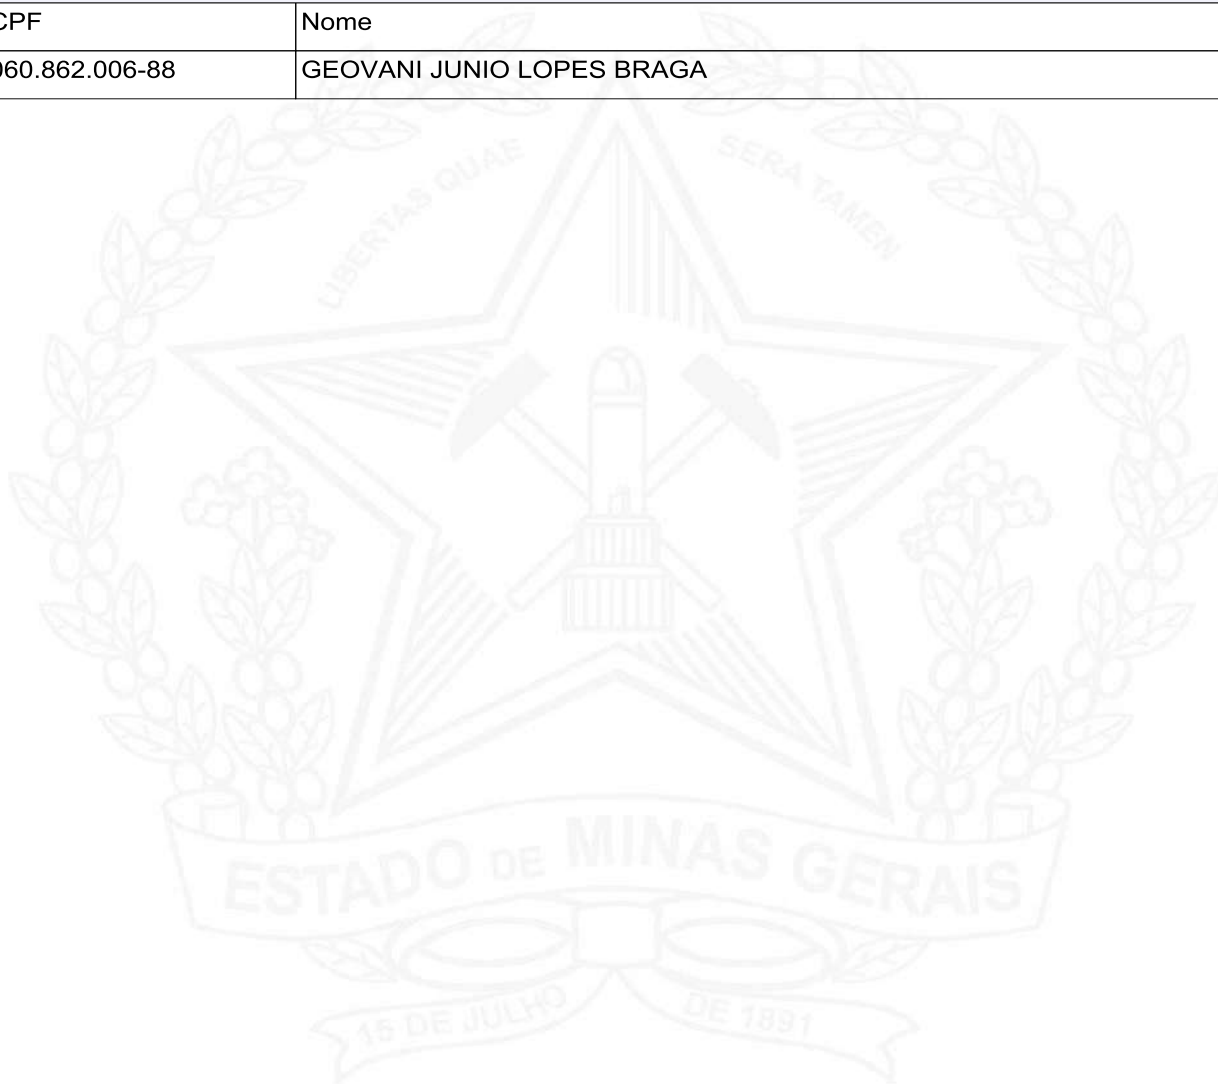 CPF Nome
060.862.006-88 GEOVANI JUNIO LOPES BRAGA
LIBERTAS QUAE SERA TAMEN
ESTADO DE MINAS GERAIS
15 DE JULHO DE 1891